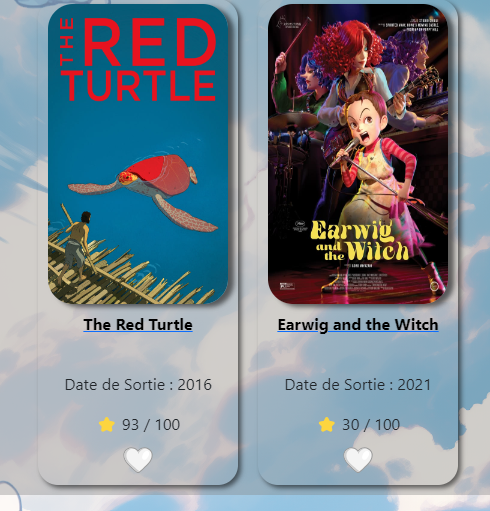 THE
RED
TURTLE
Earwig
and
the Witch
The Red Turtle
Earwig and the Witch
Date de Sortie : 2016
Date de Sortie : 2021
93 / 100
30 / 100